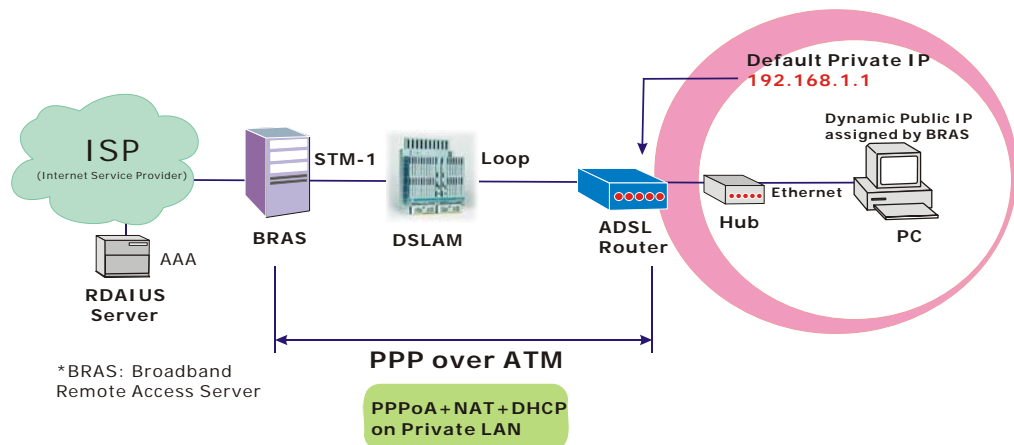 Default Private IP
192.168.1.1
Dynamic Public IP
assigned by BRAS
ISP
(Internet Service Provider)
STM-1
Loop
Ethernet
BRAS
DSLAM
ADSL
Router
Hub
PC
AAA
RDAIUS
Server
PPP over ATM
*BRAS: Broadband
Remote Access Server
PPPoA+NAT+DHCP
on Private LAN